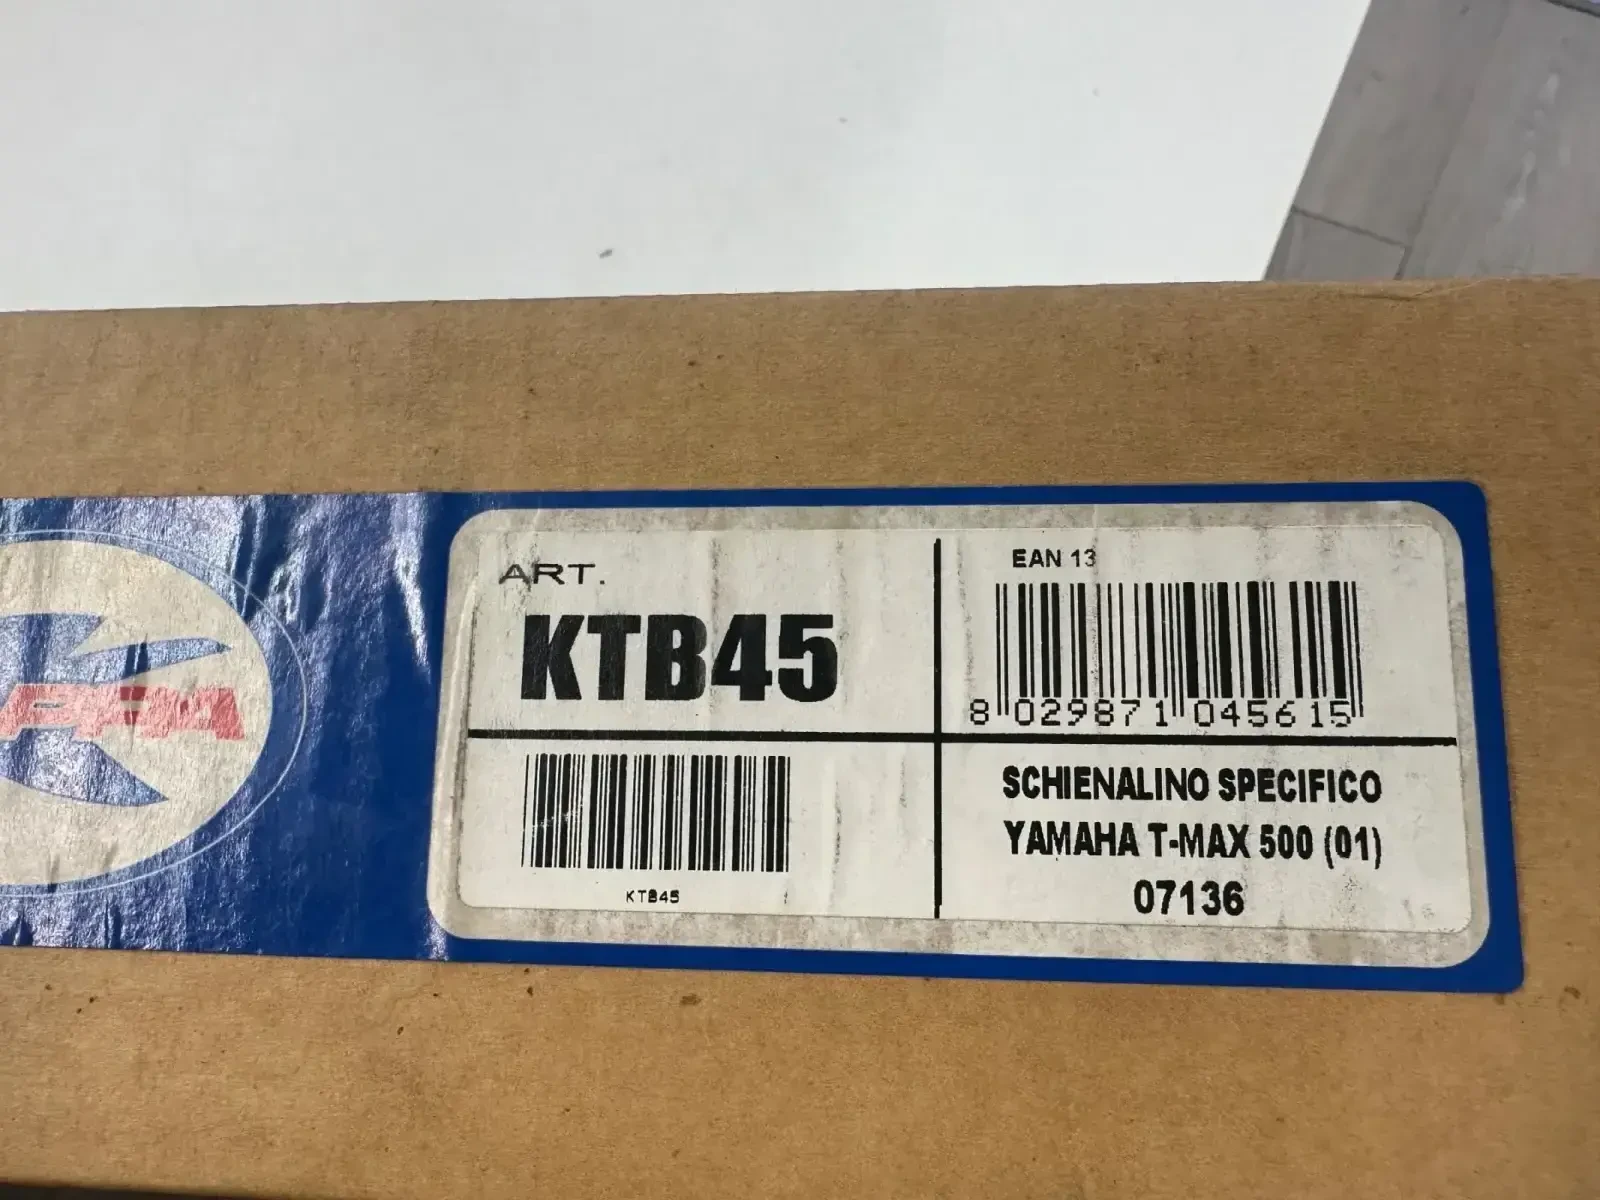 ART.
KTB45
EAN 13
8 029871 045615
KTB45
SCHIENALINO SPECIFICO
YAMAHA T-MAX 500 (01)
07136